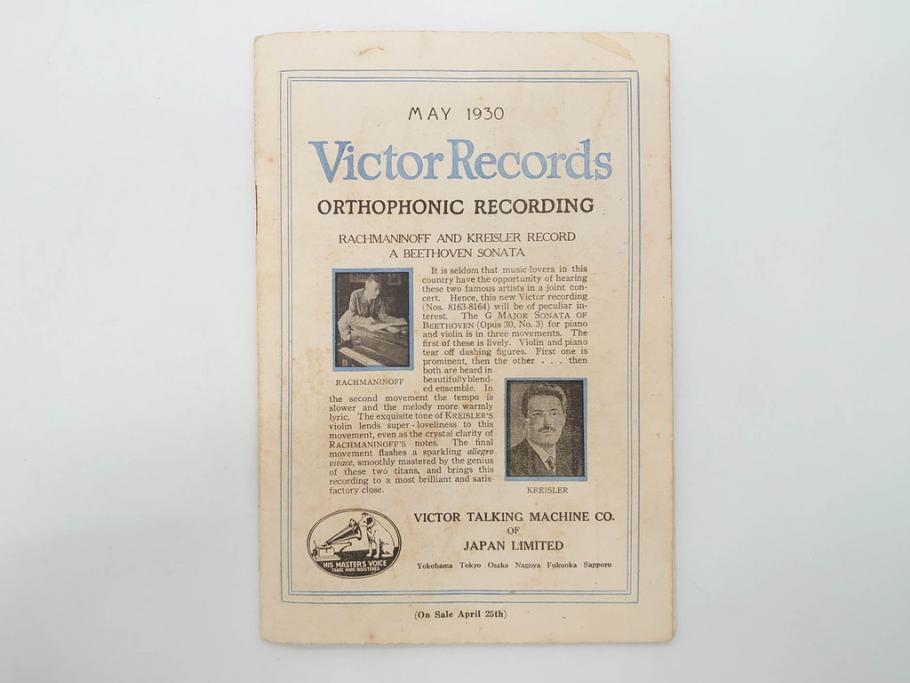 MAY 1930
Victor Records
ORTHOPHONIC RECORDING
RACHMANINOFF AND KREISLER RECORD
A BEETHOVEN SONATA
It is seldom that music-lovers in this
country have the opportunity of hearing
these two famous artists in a joint con-
cert. Hence, this new Victor recording
(Nos. 8163-8164) will be of peculiar in-
terest. The G MAJOR SONATA OF
BEETHOVEN (Opus 30, No. 3) for piano
and violin is in three movements. The
first of these is lively. Violin and piano
tear off dashing figures. First one is
prominent, then the other . . . then
both are heard in
beautifully blend-
ed ensemble. In
the second movement the tempo is
slower and the melody more warmly
lyric. The exquisite tone of KREISLER'S
violin lends super-loveliness to this
movement, even as the crystal clarity of
RACHMANINOFF'S notes. The final
movement flashes a sparkling allegro
vivace, smoothly mastered by the genius
of these two titans, and brings this
recording to a most brilliant and satis-
factory close.
RACHMANINOFF
KREISLER
HIS MASTERS VOICE
TRADE MARK REGISTERED
VICTOR TALKING MACHINE CO.
OF
JAPAN LIMITED
Yokohama Tokyo Osaka Nagoya Fukuoka Sapporo
(On Sale April 25th)